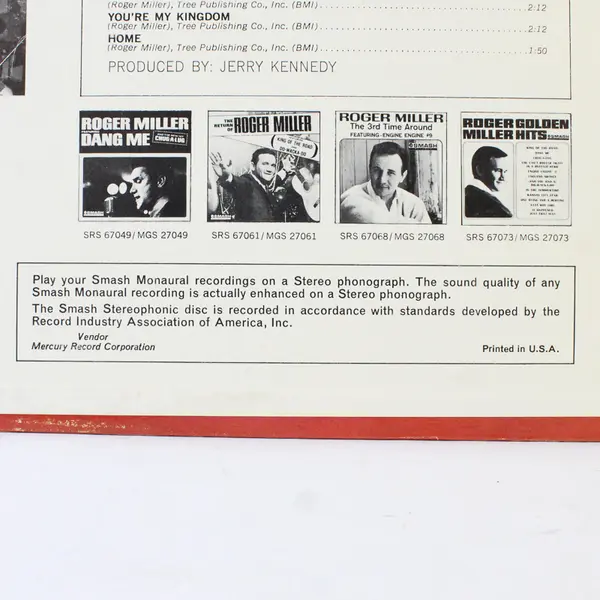 (Roger Miller), Tree Publishing Co., Inc. (BMI) 2:12
YOU'RE MY KINGDOM
(Roger Miller), Tree Publishing Co., Inc. (BMI) 2:12
HOME
(Roger Miller), Tree Publishing Co., Inc. (BMI) 1:50
PRODUCED BY: JERRY KENNEDY
ROGER MILLER
DANG ME
CHUG-A-LUG
THE RETURN OF ROGER MILLER
KING OF THE ROAD
DO-WACKA-DO
ROGER MILLER
The 3rd Time Around
FEATURING-ENGINE ENGINE #9
SMASH
ROGER GOLDEN
MILLER HITS SMASH
SRS 67049/MGS 27049
SRS 67061/MGS 27061
SRS 67068/MGS 27068
SRS 67073/MGS 27073
Play your Smash Monaural recordings on a Stereo phonograph. The sound quality of any
Smash Monaural recording is actually enhanced on a Stereo phonograph.
The Smash Stereophonic disc is recorded in accordance with standards developed by the
Record Industry Association of America, Inc.
Vendor
Mercury Record Corporation
Printed in U.S.A.